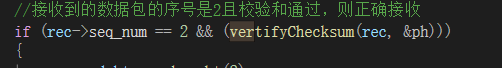 //接收到的数据包的序号是2且校验和通过，则正确接收
if (rec->seq_num == 2 && (vertifyChecksum(rec, &ph)))
{